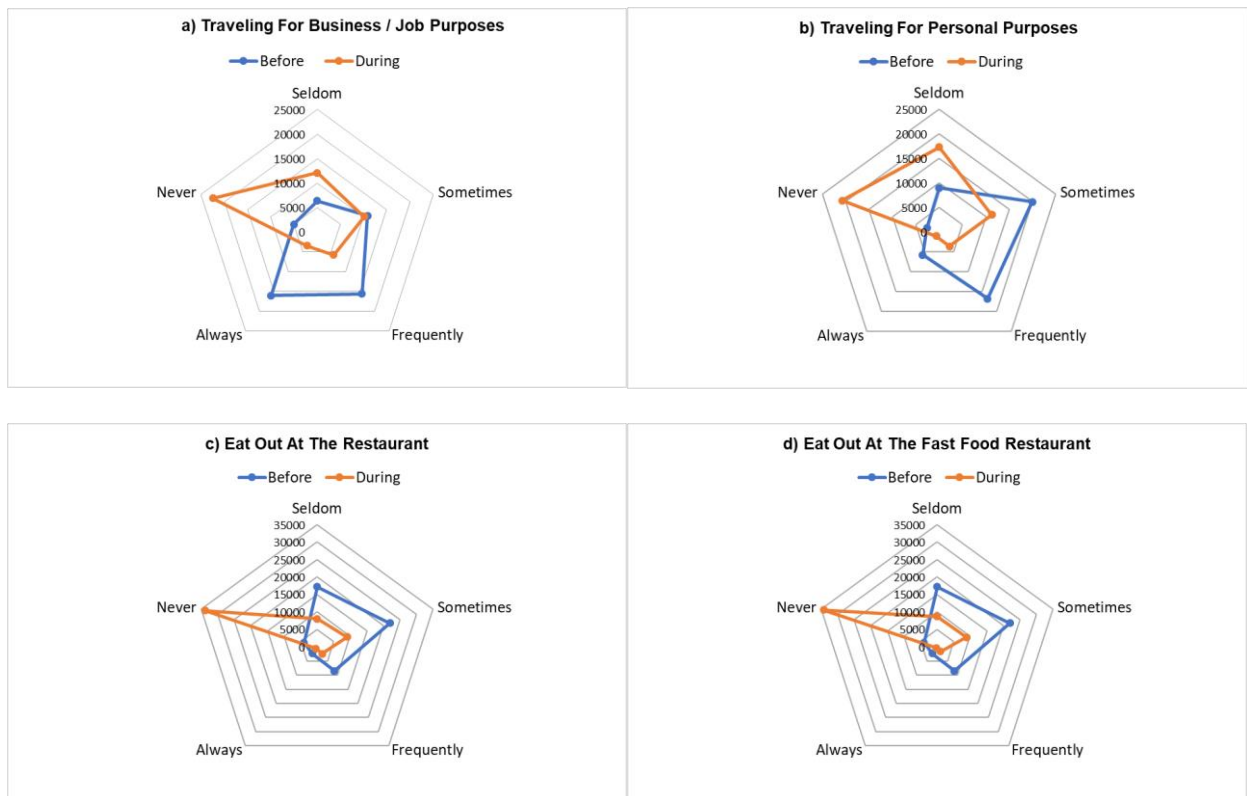 a) Traveling For Business / Job Purposes
Before During
Seldom
25000
20000
15000
10000
5000
0
Never
Sometimes
Always
Frequently
b) Traveling For Personal Purposes
Before During
Seldom
25000
20000
15000
10000
5000
0
Never
Sometimes
Always
Frequently
c) Eat Out At The Restaurant
Before During
Seldom
35000
30000
25000
20000
15000
10000
5000
0
Never
Sometimes
Always
Frequently
d) Eat Out At The Fast Food Restaurant
Before During
Seldom
35000
30000
25000
20000
15000
10000
5000
0
Never
Sometimes
Always
Frequently